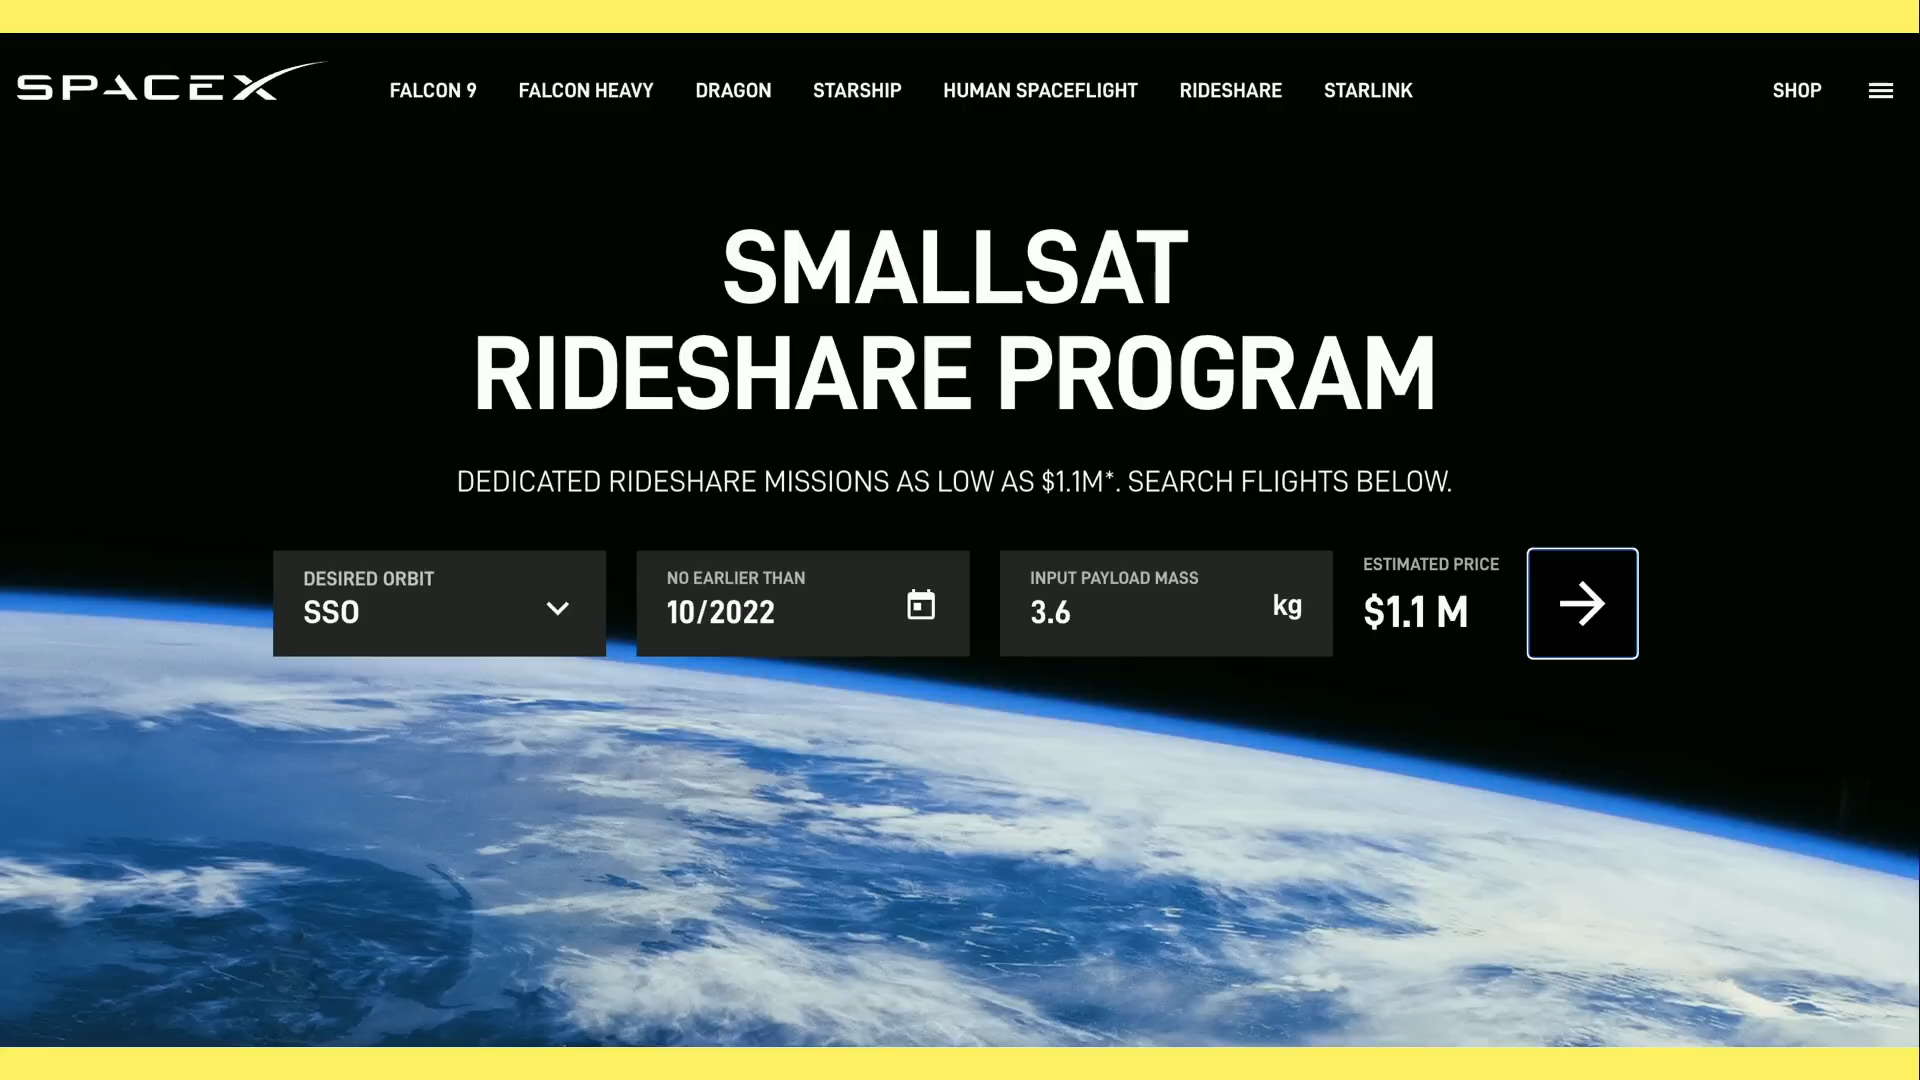 SPACEX
FALCON 9 FALCON HEAVY DRAGON STARSHIP HUMAN SPACEFLIGHT RIDESHARE STARLINK SHOP
SMALLSAT
RIDESHARE PROGRAM
DEDICATED RIDESHARE MISSIONS AS LOW AS $1.1M*. SEARCH FLIGHTS BELOW.
DESIRED ORBIT
SSO
NO EARLIER THAN
10/2022
INPUT PAYLOAD MASS
3.6 kg
ESTIMATED PRICE
$1.1 M